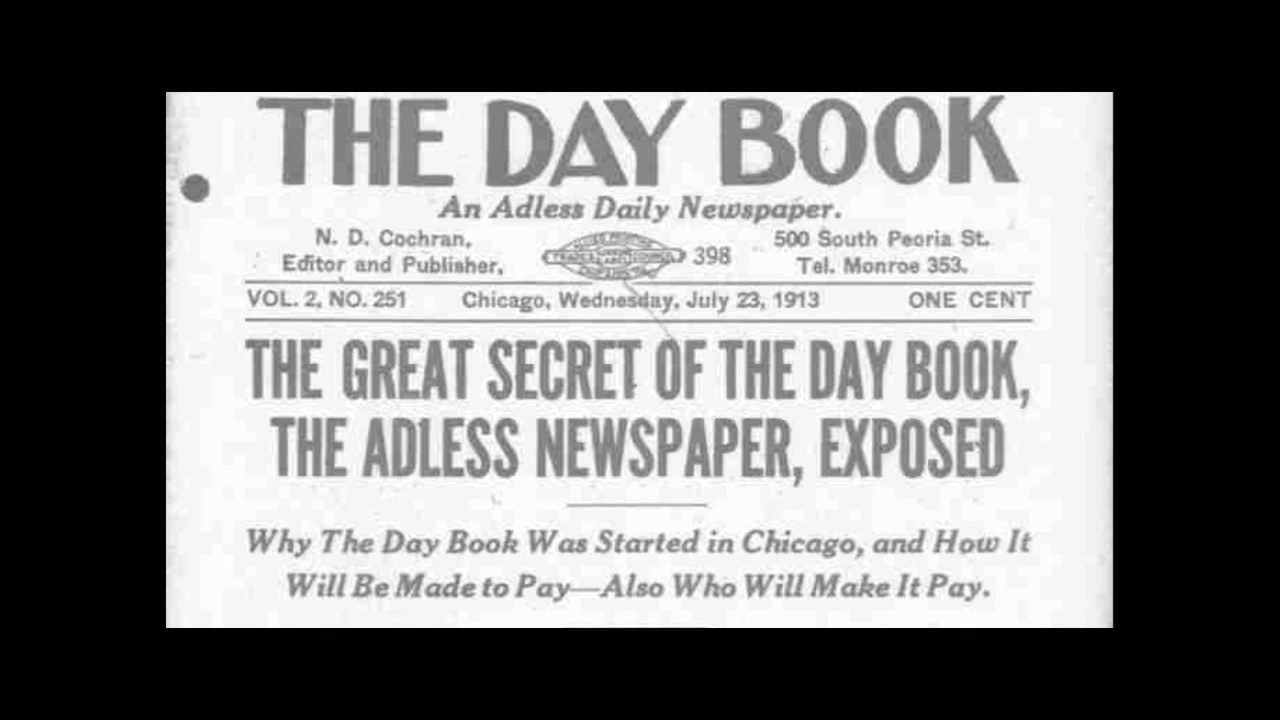 THE DAY BOOK
An Adless Daily Newspaper.
N. D. Cochran,
Editor and Publisher,
398
500 South Peoria St.
Tel. Monroe 353.
VOL. 2, NO. 251 Chicago, Wednesday, July 23, 1913 ONE CENT
THE GREAT SECRET OF THE DAY BOOK,
THE ADLESS NEWSPAPER, EXPOSED
Why The Day Book Was Started in Chicago, and How It
Will Be Made to Pay—Also Who Will Make It Pay.